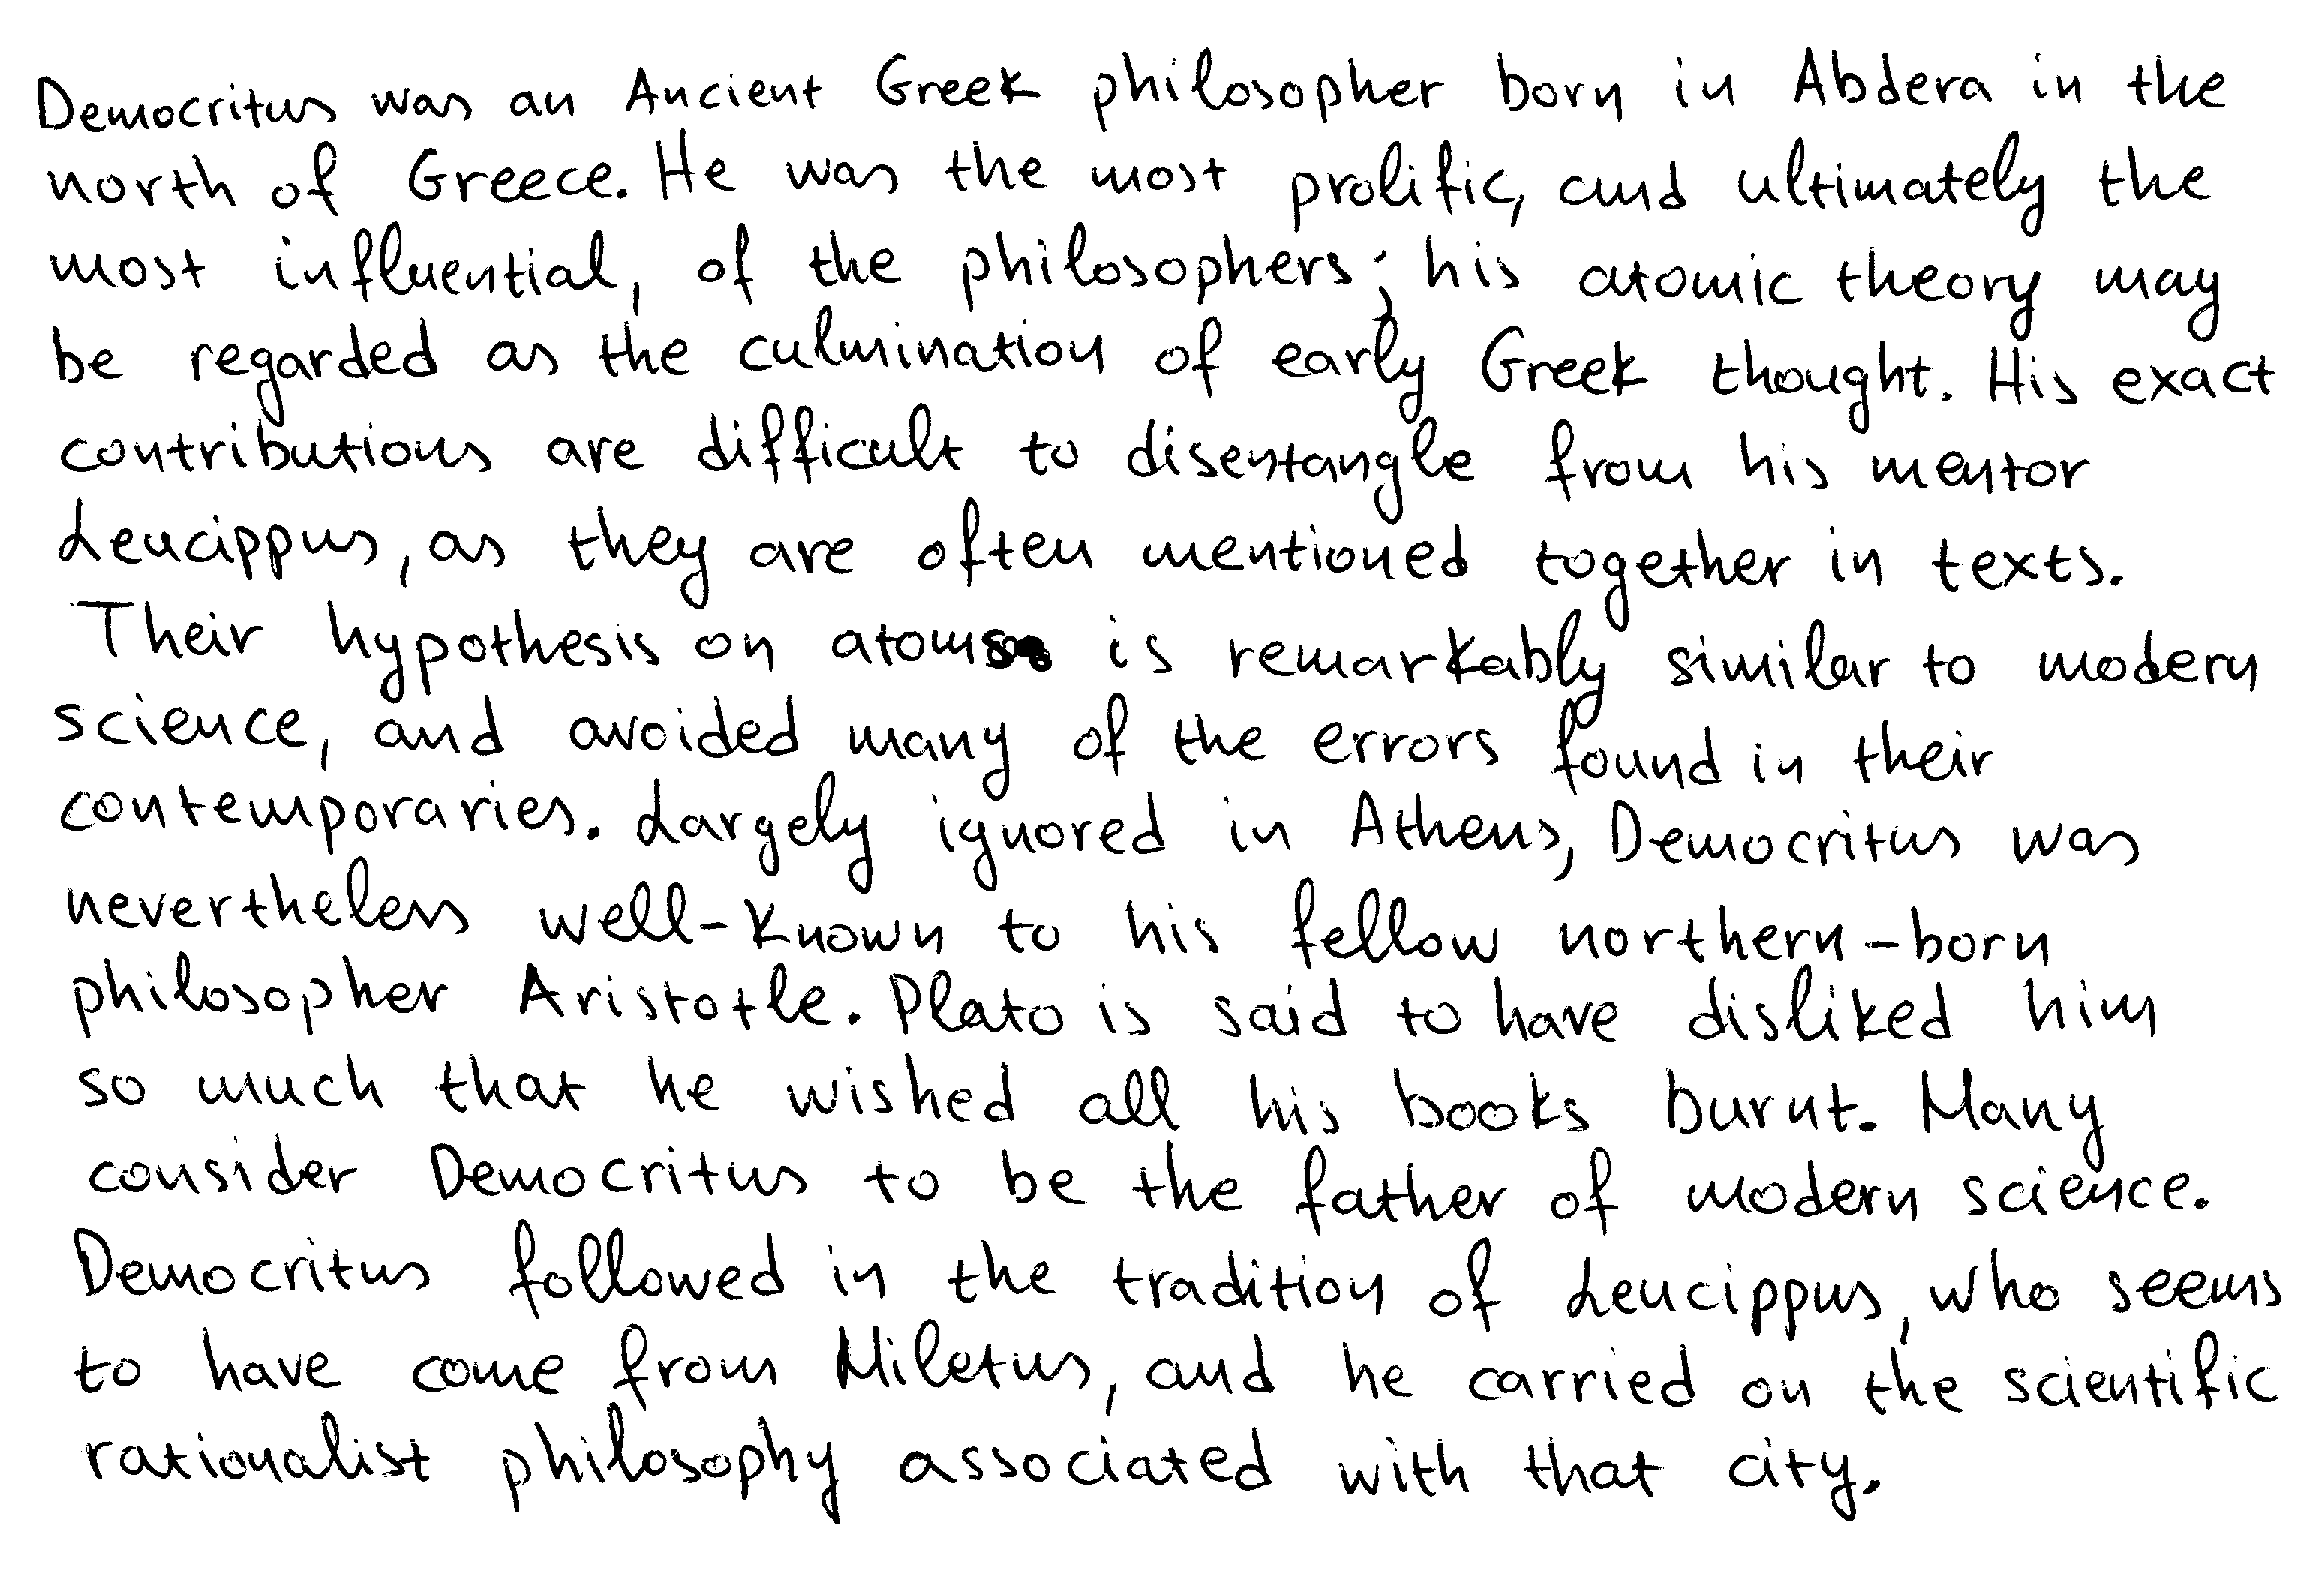 Democritus was an Ancient Greek philosopher born in Abdera in the
north of Greece. He was the most prolific, and ultimately the
most influential, of the philosophers; his atomic theory may
be regarded as the culmination of early Greek thought. His exact
contributions are difficult to disentangle from his mentor
Leucippus, as they are often mentioned together in texts.
Their hypothesis on atoms is remarkably similar to modern
science, and avoided many of the errors found in their
contemporaries. Largely ignored in Athens, Democritus was
nevertheless well-known to his fellow northern-born
philosopher Aristotle. Plato is said to have disliked him
so much that he wished all his books burnt. Many
consider Democritus to be the father of modern science.
Democritus followed in the tradition of Leucippus, who seems
to have come from Miletus, and he carried on the scientific
rationalist philosophy associated with that city.